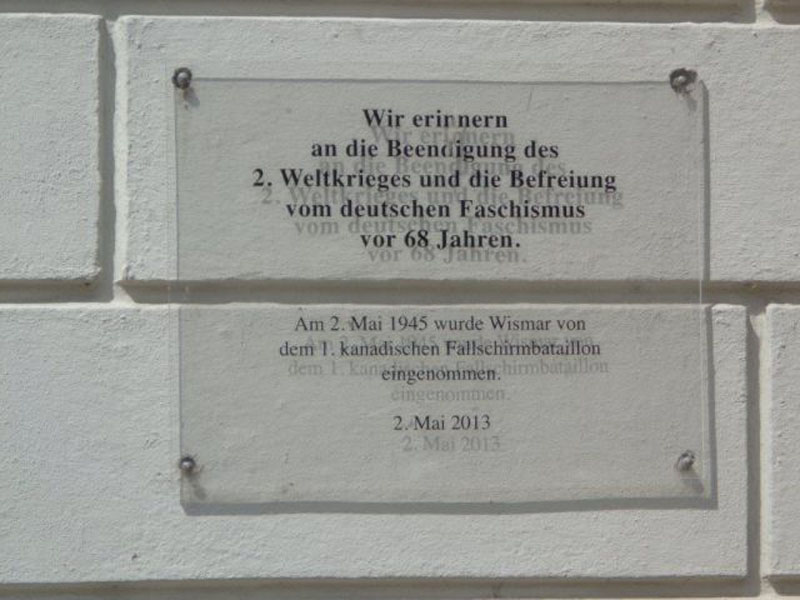 Wir erinnern
an die Beendigung des
2. Weltkrieges und die Befreiung
vom deutschen Faschismus
vor 68 Jahren.
Am 2. Mai 1945 wurde Wismar von
dem 1. kanadischen Fallschirmbataillon
eingenommen.
2. Mai 2013